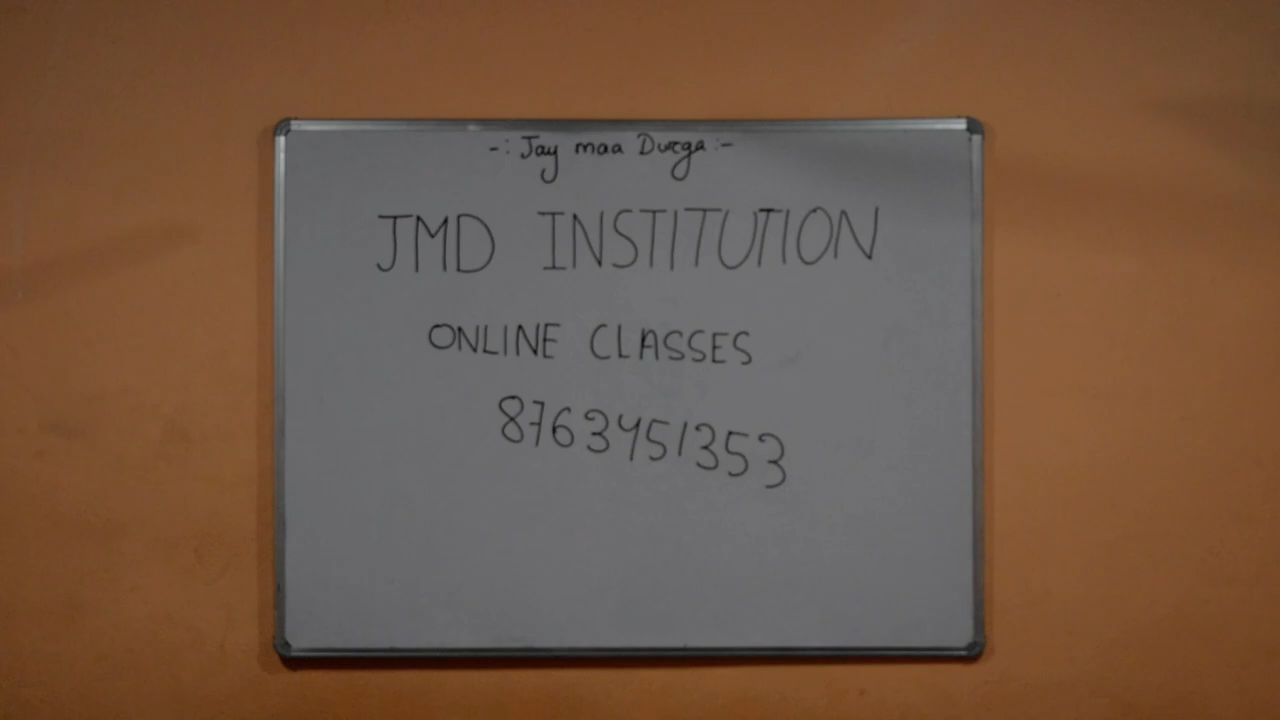 -: Jay maa Durga :-
JMD INSTITUTION
ONLINE CLASSES
8763451353